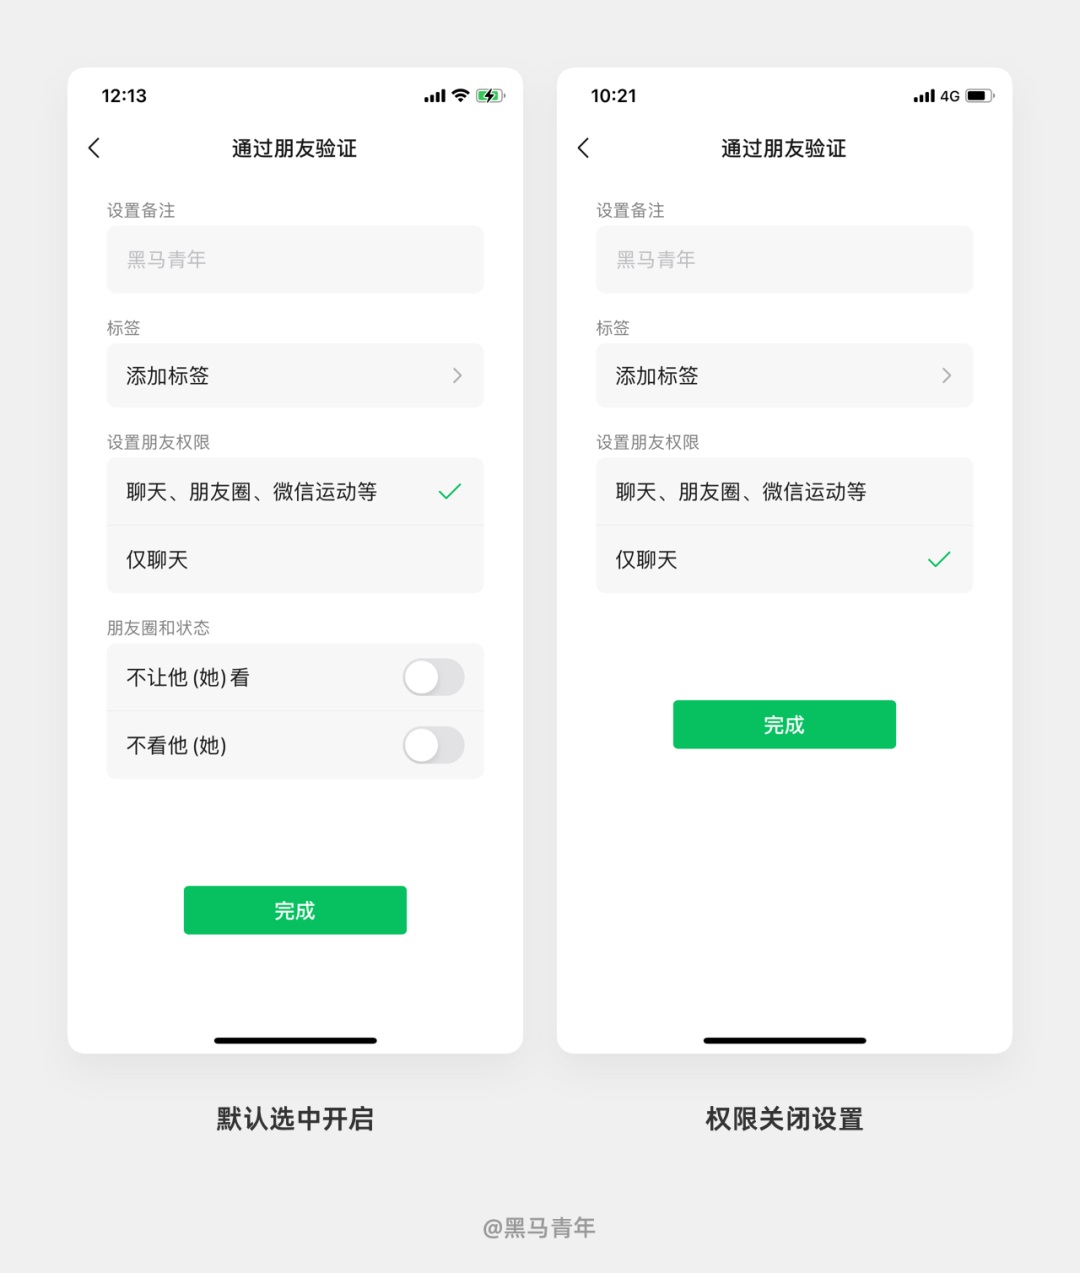 12:13
通过朋友验证
设置备注
黑马青年
标签
添加标签
设置朋友权限
聊天、朋友圈、微信运动等
仅聊天
朋友圈和状态
不让他(她)看
不看他(她)
完成
默认选中开启
10:21
4G
通过朋友验证
设置备注
黑马青年
标签
添加标签
设置朋友权限
聊天、朋友圈、微信运动等
仅聊天
完成
权限关闭设置
@黑马青年